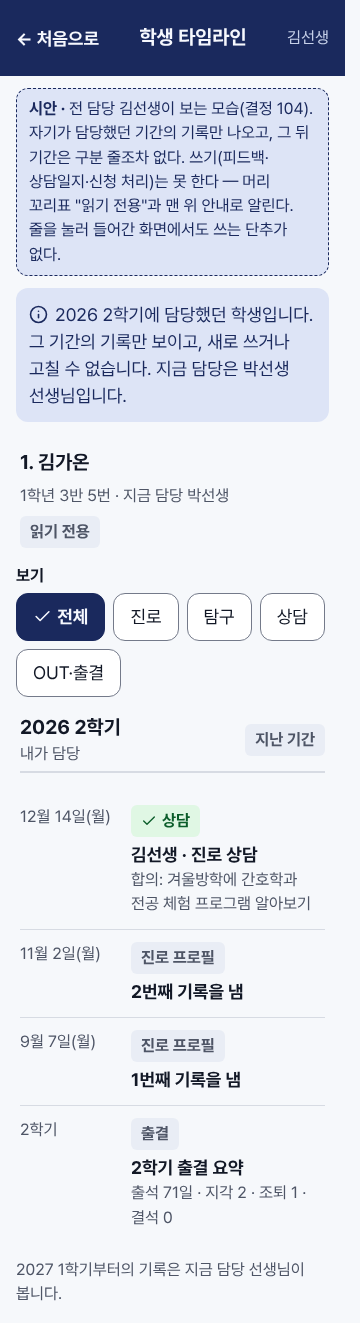 ← 처음으로
학생 타임라인
김선생
시안 · 전 담당 김선생이 보는 모습(결정 104).
자기가 담당했던 기간의 기록만 나오고, 그 뒤
기간은 구분 줄조차 없다. 쓰기(피드백·
상담일지·신청 처리)는 못 한다 — 머리
꼬리표 "읽기 전용"과 맨 위 안내로 알린다.
줄을 눌러 들어간 화면에서도 쓰는 단추가
없다.
2026 2학기에 담당했던 학생입니다.
그 기간의 기록만 보이고, 새로 쓰거나
고칠 수 없습니다. 지금 담당은 박선생
선생님입니다.
1. 김가온
1학년 3반 5번 · 지금 담당 박선생
읽기 전용
보기
✓ 전체
진로
탐구
상담
OUT·출결
2026 2학기
내가 담당
지난 기간
12월 14일(월)
✓ 상담
김선생 · 진로 상담
합의: 겨울방학에 간호학과
전공 체험 프로그램 알아보기
11월 2일(월)
진로 프로필
2번째 기록을 냄
9월 7일(월)
진로 프로필
1번째 기록을 냄
2학기
출결
2학기 출결 요약
출석 71일 · 지각 2 · 조퇴 1 ·
결석 0
2027 1학기부터의 기록은 지금 담당 선생님이
봅니다.